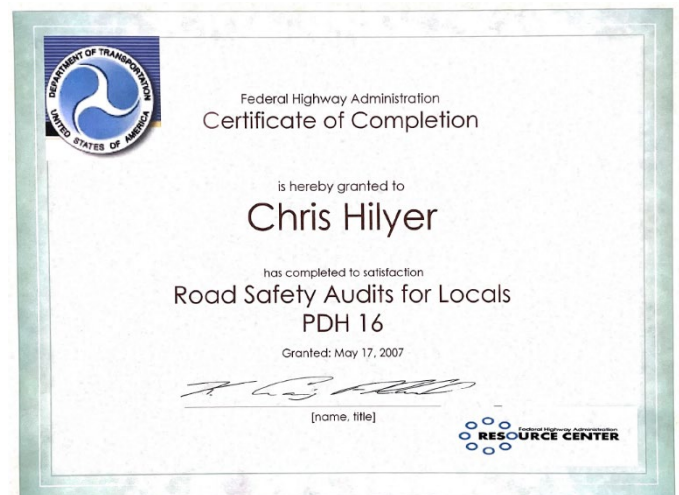 DEPARTMENT OF TRANSPORTATION
UNITED STATES OF AMERICA
Federal Highway Administration
Certificate of Completion
is hereby granted to
Chris Hilyer
has completed to satisfaction
Road Safety Audits for Locals
PDH 16
Granted: May 17, 2007
[name, title]
Federal Highway Administration
RESOURCE CENTER